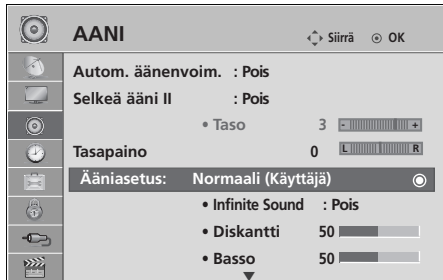 AANI Siirrä OK
Autom. äänenvoim. : Pois
Selkeä ääni II : Pois
• Taso 3 - +
Tasapaino 0 L R
Ääniasetus: Normaali (Käyttäjä)
• Infinite Sound : Pois
• Diskantti 50
• Basso 50